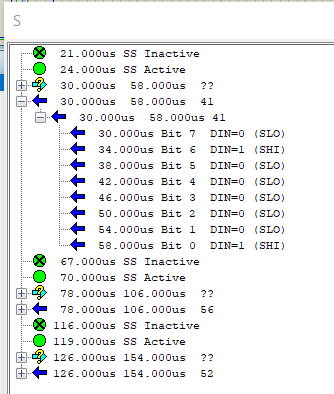 S
21.000us SS Inactive
24.000us SS Active
30.000us 58.000us ??
30.000us 58.000us 41
30.000us 58.000us 41
30.000us Bit 7 DIN=0 (SLO)
34.000us Bit 6 DIN=1 (SHI)
38.000us Bit 5 DIN=0 (SLO)
42.000us Bit 4 DIN=0 (SLO)
46.000us Bit 3 DIN=0 (SLO)
50.000us Bit 2 DIN=0 (SLO)
54.000us Bit 1 DIN=0 (SLO)
58.000us Bit 0 DIN=1 (SHI)
67.000us SS Inactive
70.000us SS Active
78.000us 106.000us ??
78.000us 106.000us 56
116.000us SS Inactive
119.000us SS Active
126.000us 154.000us ??
126.000us 154.000us 52